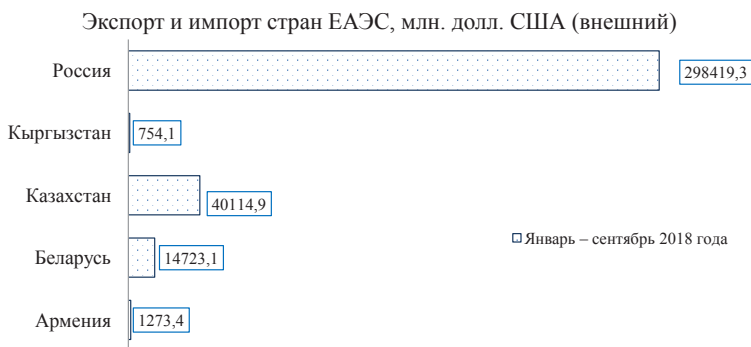 Экспорт и импорт стран ЕАЭС, млн. долл. США (внешний)
Россия
298419,3
Кыргызстан
754,1
Казахстан
40114,9
Январь – сентябрь 2018 года
Беларусь
14723,1
Армения
1273,4